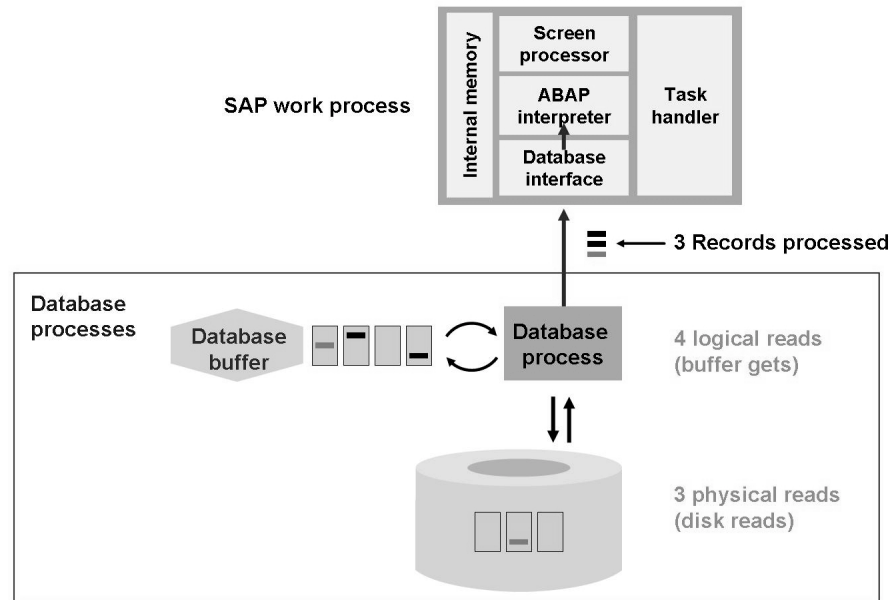 Internal memory
Screen
processor
SAP work process
ABAP
interpreter
Task
handler
Database
interface
3 Records processed
Database
processes
Database
buffer
Database
process
4 logical reads
(buffer gets)
3 physical reads
(disk reads)